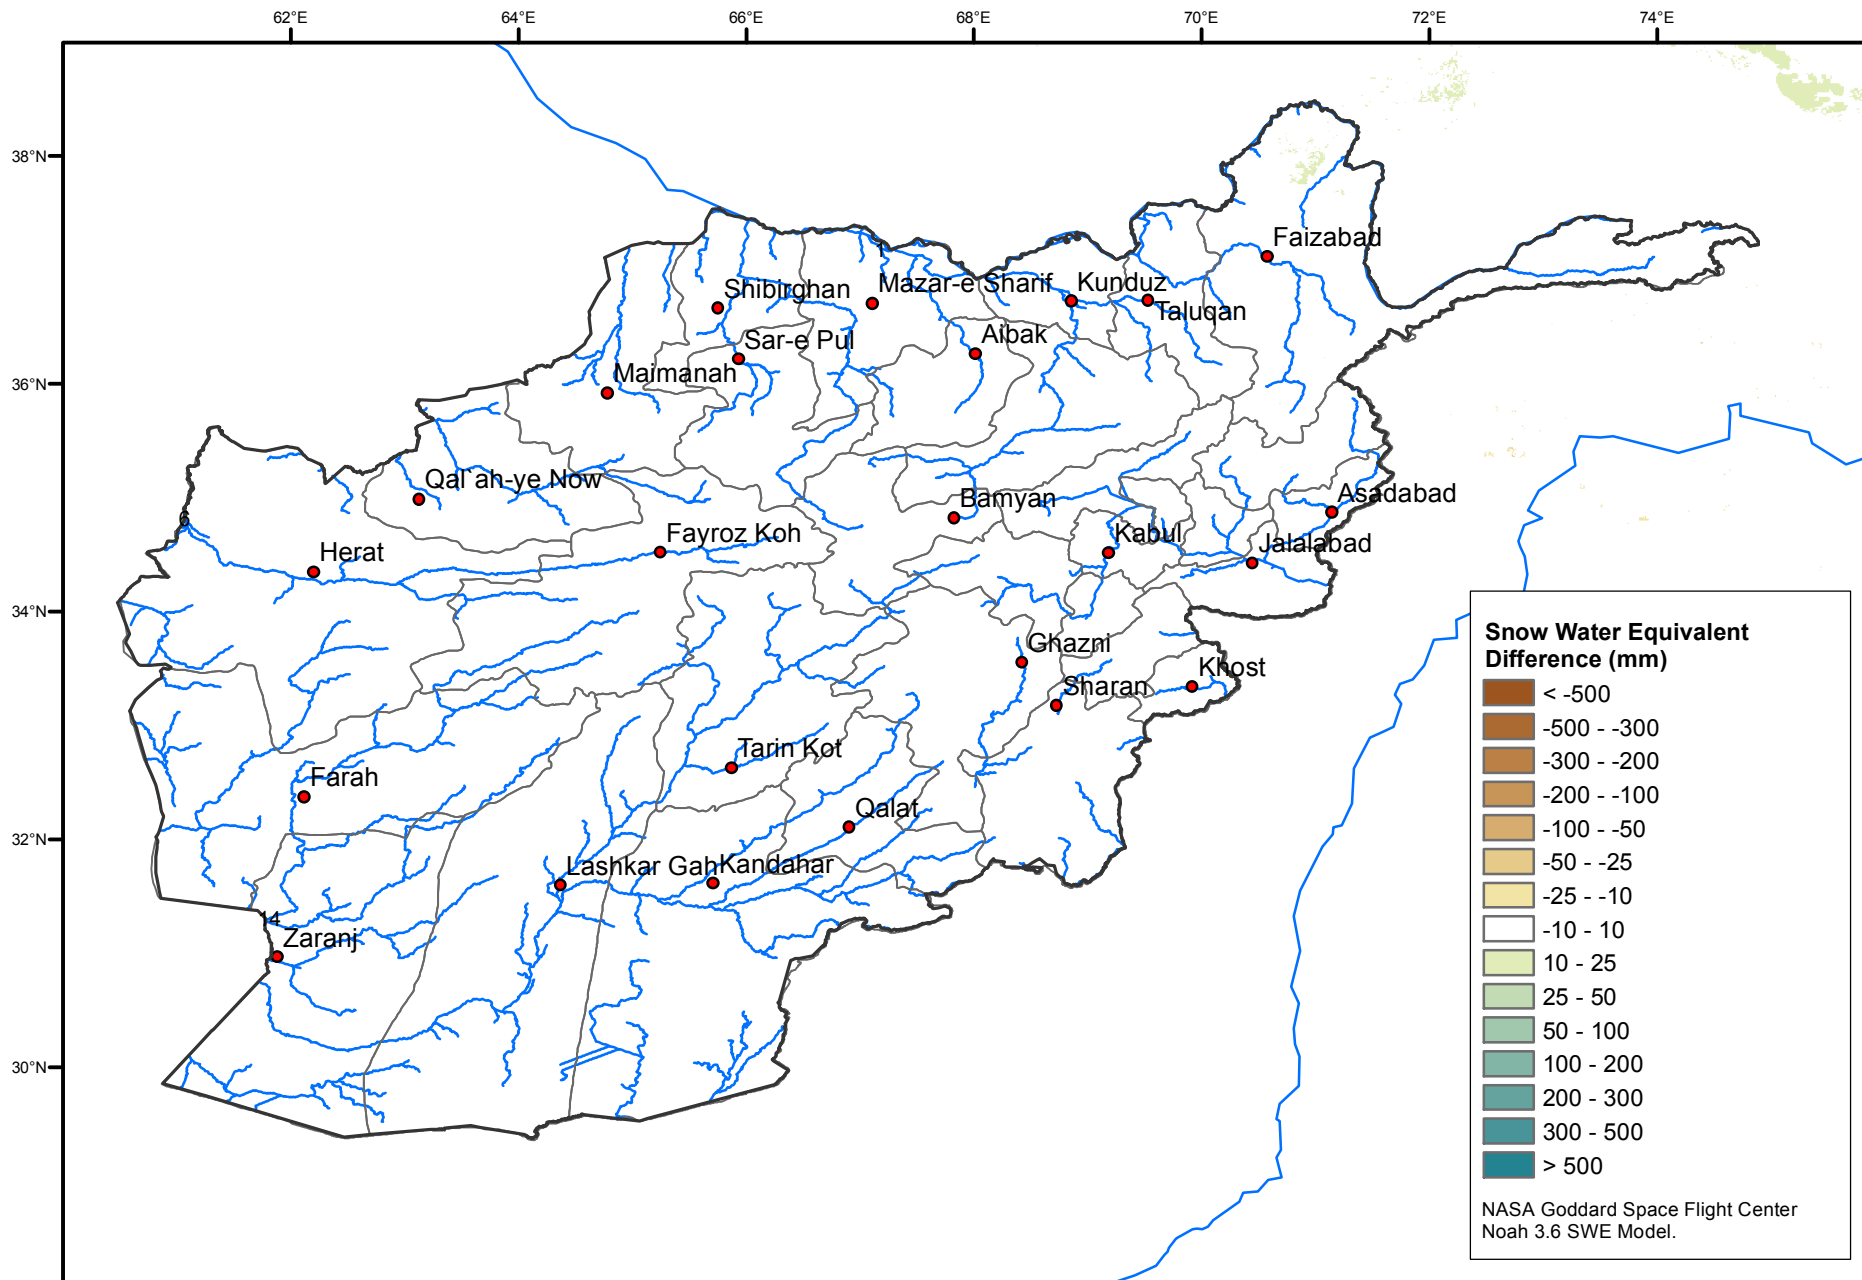 62°E
64°E
66°E
68°E
70°E
72°E
74°E
38°N
36°N
34°N
32°N
30°N
Faizabad
1
Shibirghan
Mazar-e Sharif
Kunduz
Taluqan
Sar-e Pul
Aibak
Maimanah
Qal ah-ye Now
Bamyan
Asadabad
6
Fayroz Koh
Kabul
Herat
Jalalabad
Ghazni
Khost
Sharan
Tarin Kot
Farah
Qalat
Lashkar Gah
Kandahar
14
Zaranj
Snow Water Equivalent
Difference (mm)
< -500
-500 - -300
-300 - -200
-200 - -100
-100 - -50
-50 - -25
-25 - -10
-10 - 10
10 - 25
25 - 50
50 - 100
100 - 200
200 - 300
300 - 500
> 500
NASA Goddard Space Flight Center
Noah 3.6 SWE Model.